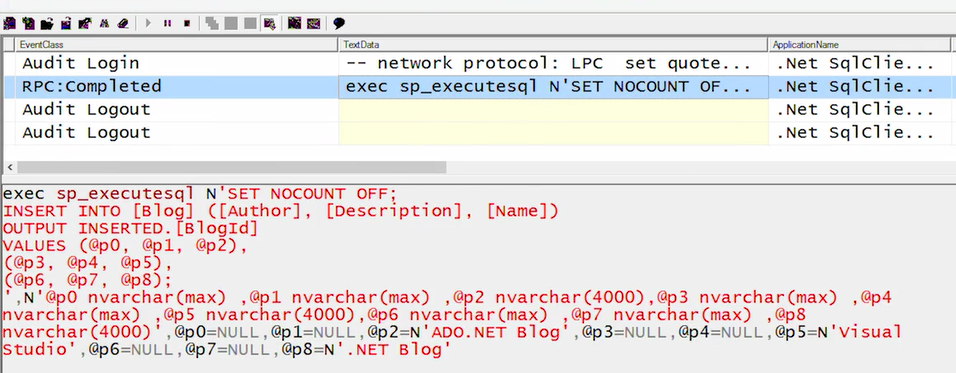 EventClass TextData ApplicationName
Audit Login -- network protocol: LPC set quote... .Net SqlClie...
RPC:Completed exec sp_executesql N'SET NOCOUNT OF... .Net SqlClie...
Audit Logout .Net SqlClie...
Audit Logout .Net SqlClie...
exec sp_executesql N'SET NOCOUNT OFF;
INSERT INTO [Blog] ([Author], [Description], [Name])
OUTPUT INSERTED.[BlogId]
VALUES (@p0, @p1, @p2),
(@p3, @p4, @p5),
(@p6, @p7, @p8);
',N'@p0 nvarchar(max) ,@p1 nvarchar(max) ,@p2 nvarchar(4000),@p3 nvarchar(max) ,@p4
nvarchar(max) ,@p5 nvarchar(4000),@p6 nvarchar(max) ,@p7 nvarchar(max) ,@p8
nvarchar(4000)',@p0=NULL,@p1=NULL,@p2=N'ADO.NET Blog',@p3=NULL,@p4=NULL,@p5=N'Visual
Studio',@p6=NULL,@p7=NULL,@p8=N'.NET Blog'